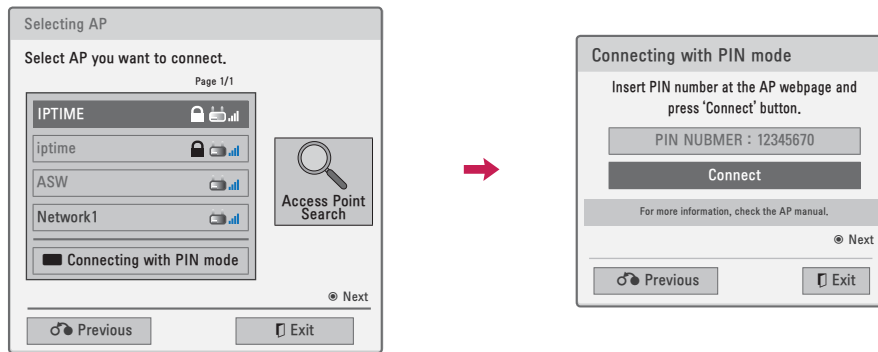 Selecting AP
Select AP you want to connect.
Page 1/1
IPTIME
iptime
ASW
Network1
Connecting with PIN mode
Access Point
Search
Next
Previous
Exit
Connecting with PIN mode
Insert PIN number at the AP webpage and
press ‘Connect’ button.
PIN NUBMER : 12345670
Connect
For more information, check the AP manual.
Next
Previous
Exit